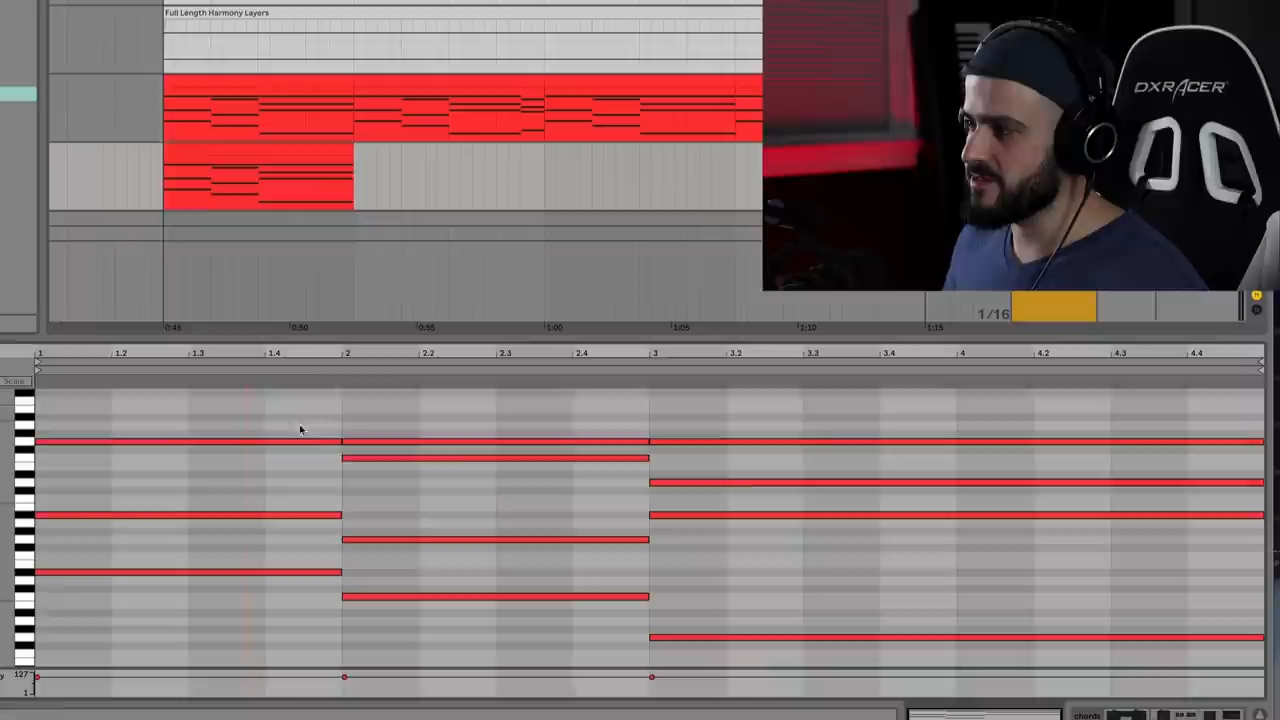 Full Length Harmony Layers
DXRACER
1/16
0:45 0:50 0:55 1:00 1:05 1:10 1:15
1 1.2 1.3 1.4 2 2.2 2.3 2.4 3 3.2 3.3 3.4 4 4.2 4.3 4.4
Scale
127
1
chords